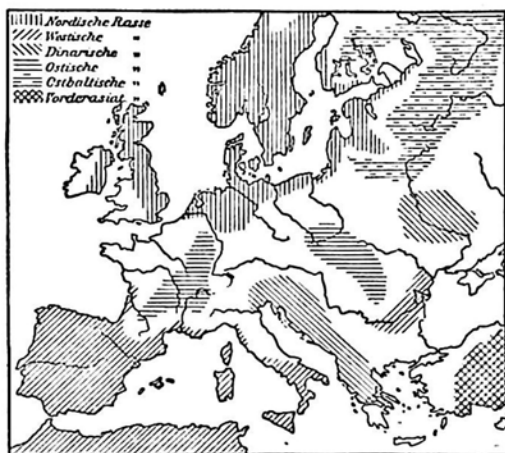 Nordische Rasse
Westische "
Dinarische "
Ostische "
Ostbaltische "
Vorderasiat. "